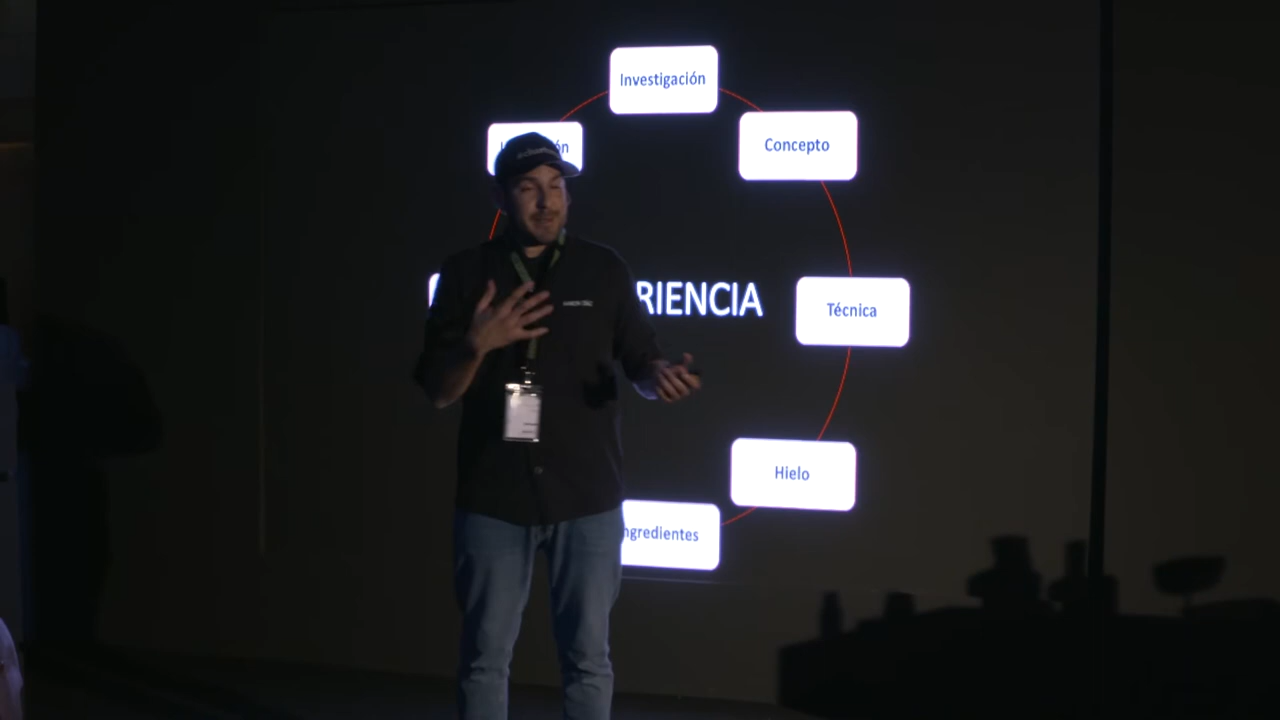 Investigación
Concepto
RIENCIA
Técnica
Hielo
ngredientes